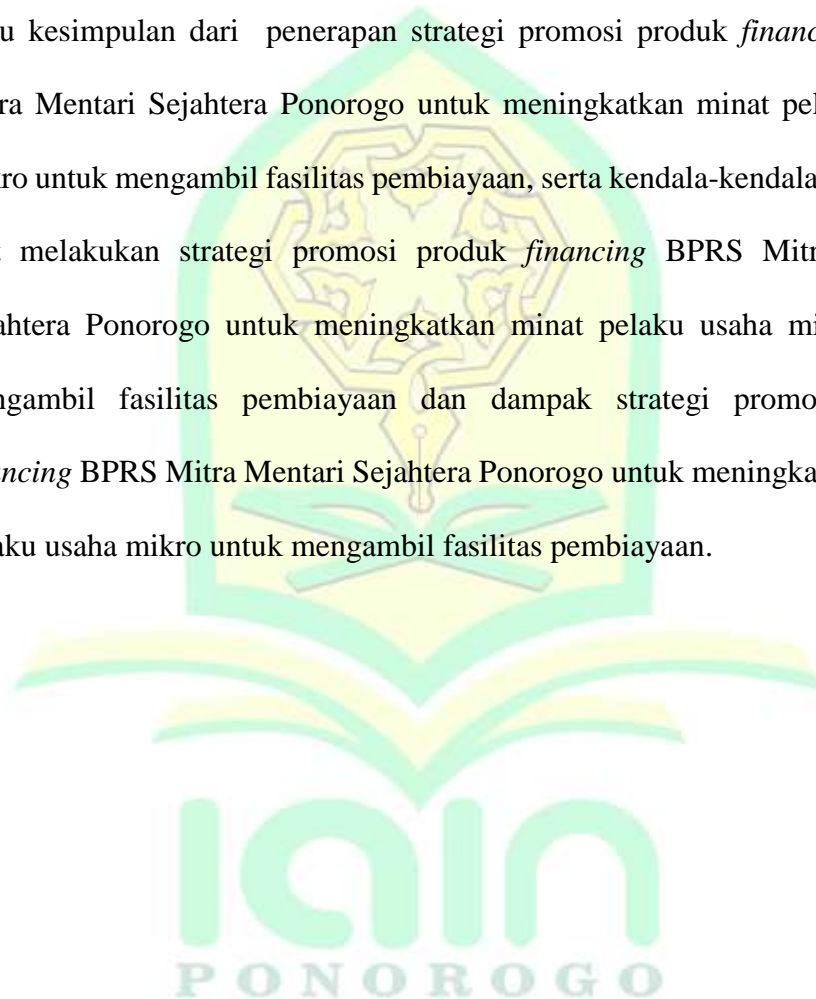 u kesimpulan dari penerapan strategi promosi produk financ
ra Mentari Sejahtera Ponorogo untuk meningkatkan minat pel
kro untuk mengambil fasilitas pembiayaan, serta kendala-kendala
t melakukan strategi promosi produk financing BPRS Mitr
ahtera Ponorogo untuk meningkatkan minat pelaku usaha mi
ngambil fasilitas pembiayaan dan dampak strategi promo
ncing BPRS Mitra Mentari Sejahtera Ponorogo untuk meningka
aku usaha mikro untuk mengambil fasilitas pembiayaan.
iain
PONOROGO